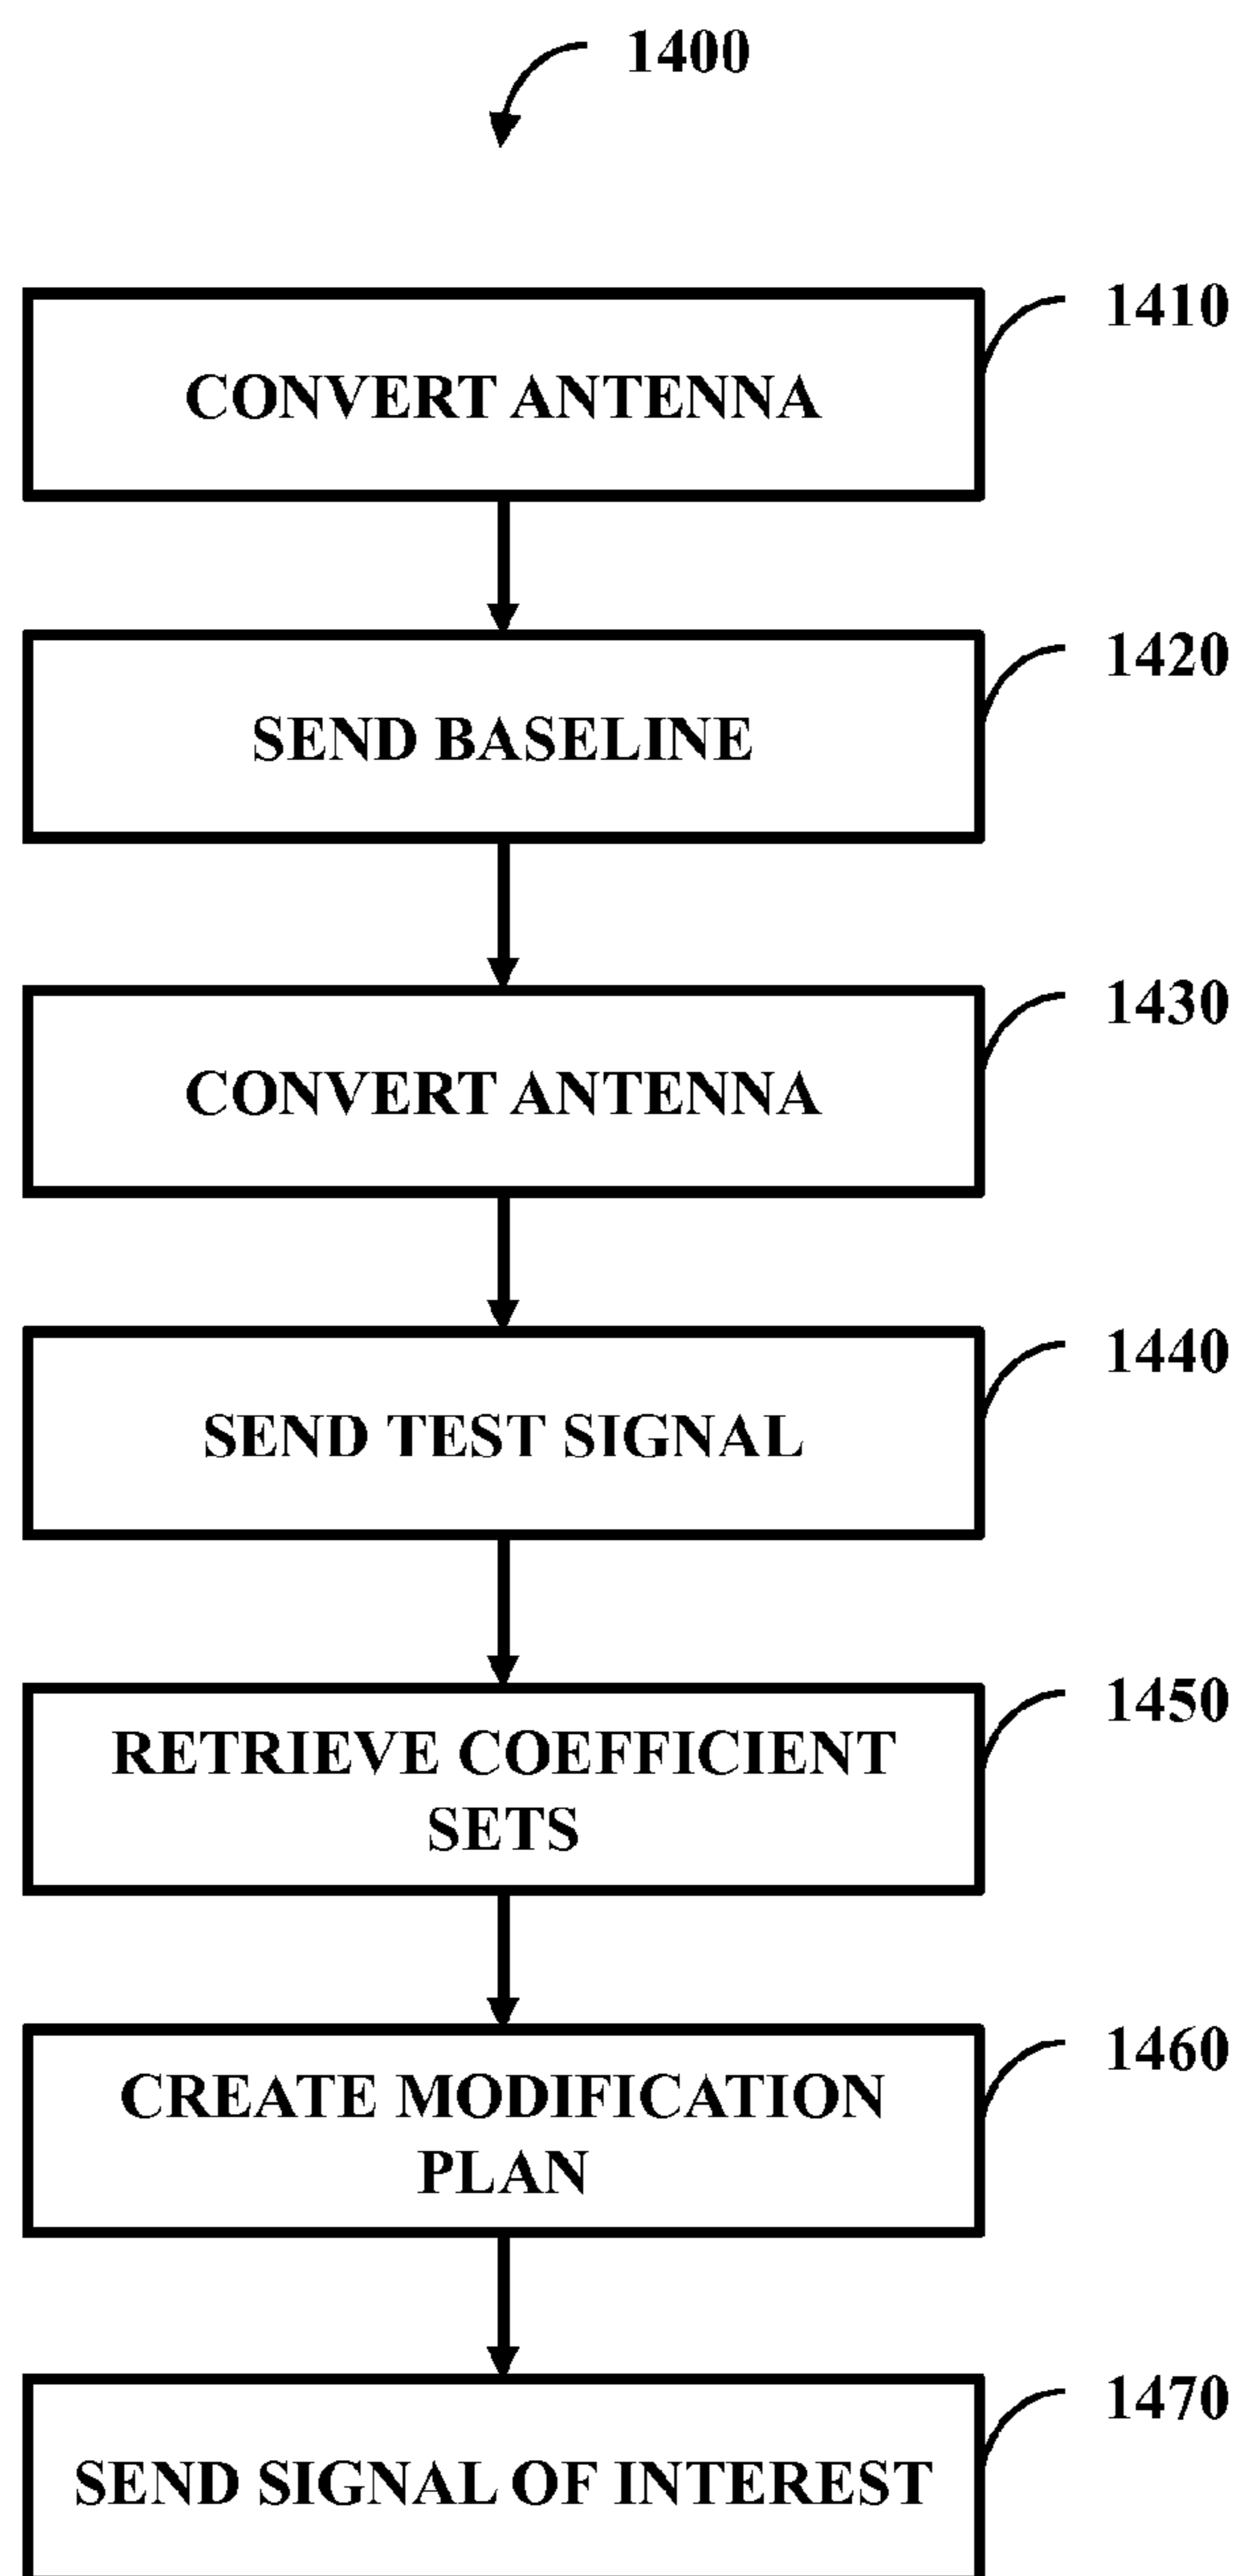 1400
1410
CONVERT ANTENNA
1420
SEND BASELINE
1430
CONVERT ANTENNA
1440
SEND TEST SIGNAL
1450
RETRIEVE COEFFICIENT
SETS
1460
CREATE MODIFICATION
PLAN
1470
SEND SIGNAL OF INTEREST